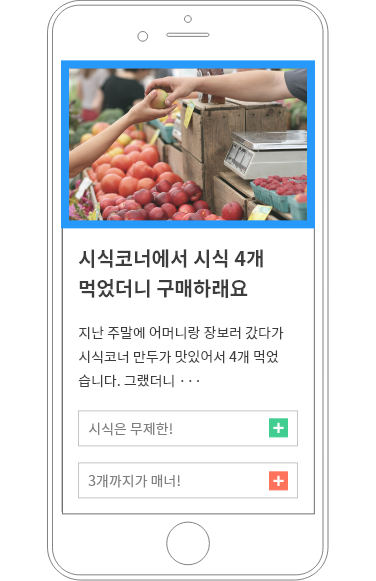 시식코너에서 시식 4개
먹었더니 구매하래요
지난 주말에 어머니랑 장보러 갔다가
시식코너 만두가 맛있어서 4개 먹었
습니다. 그랬더니 ···
시식은 무제한!
3개까지가 매너!